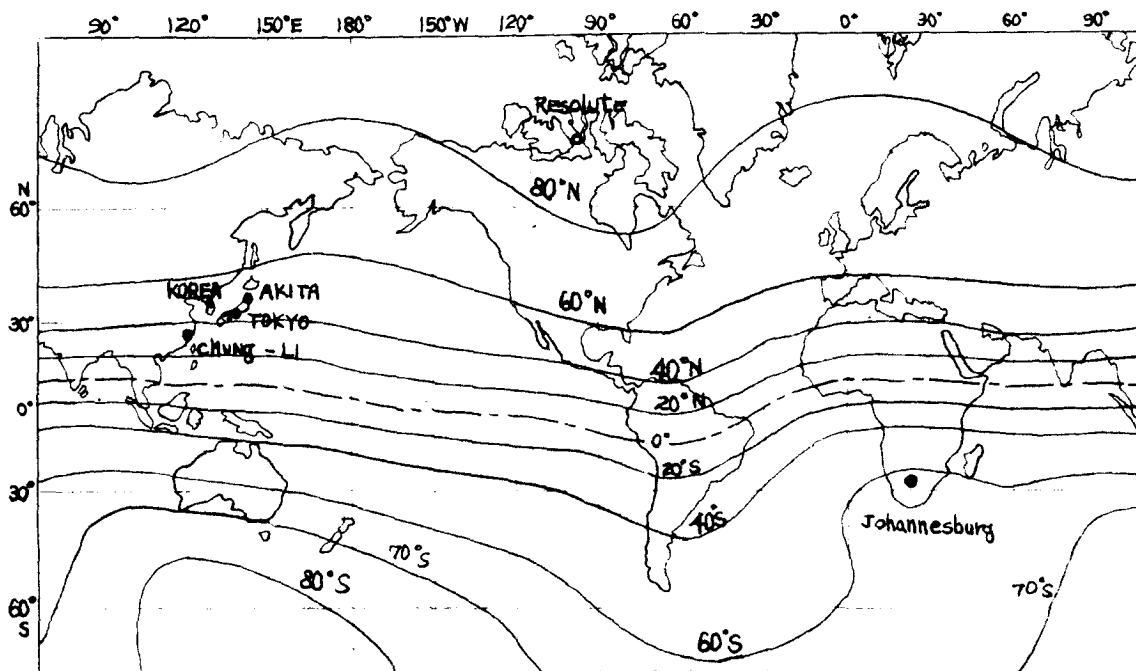 90° 120° 150°E 180° 150°W 120° 90° 60° 30° 0° 30° 60° 90°
RESOLUTE
80°N
N
60°
KOREA AKITA
60°N
30°
TOKYO
CHUNG-LI
40°N
20°N
0°
0°
20°S
30°
40°S
Johannesburg
70°S
80°S
70°S
60°
S
60°S